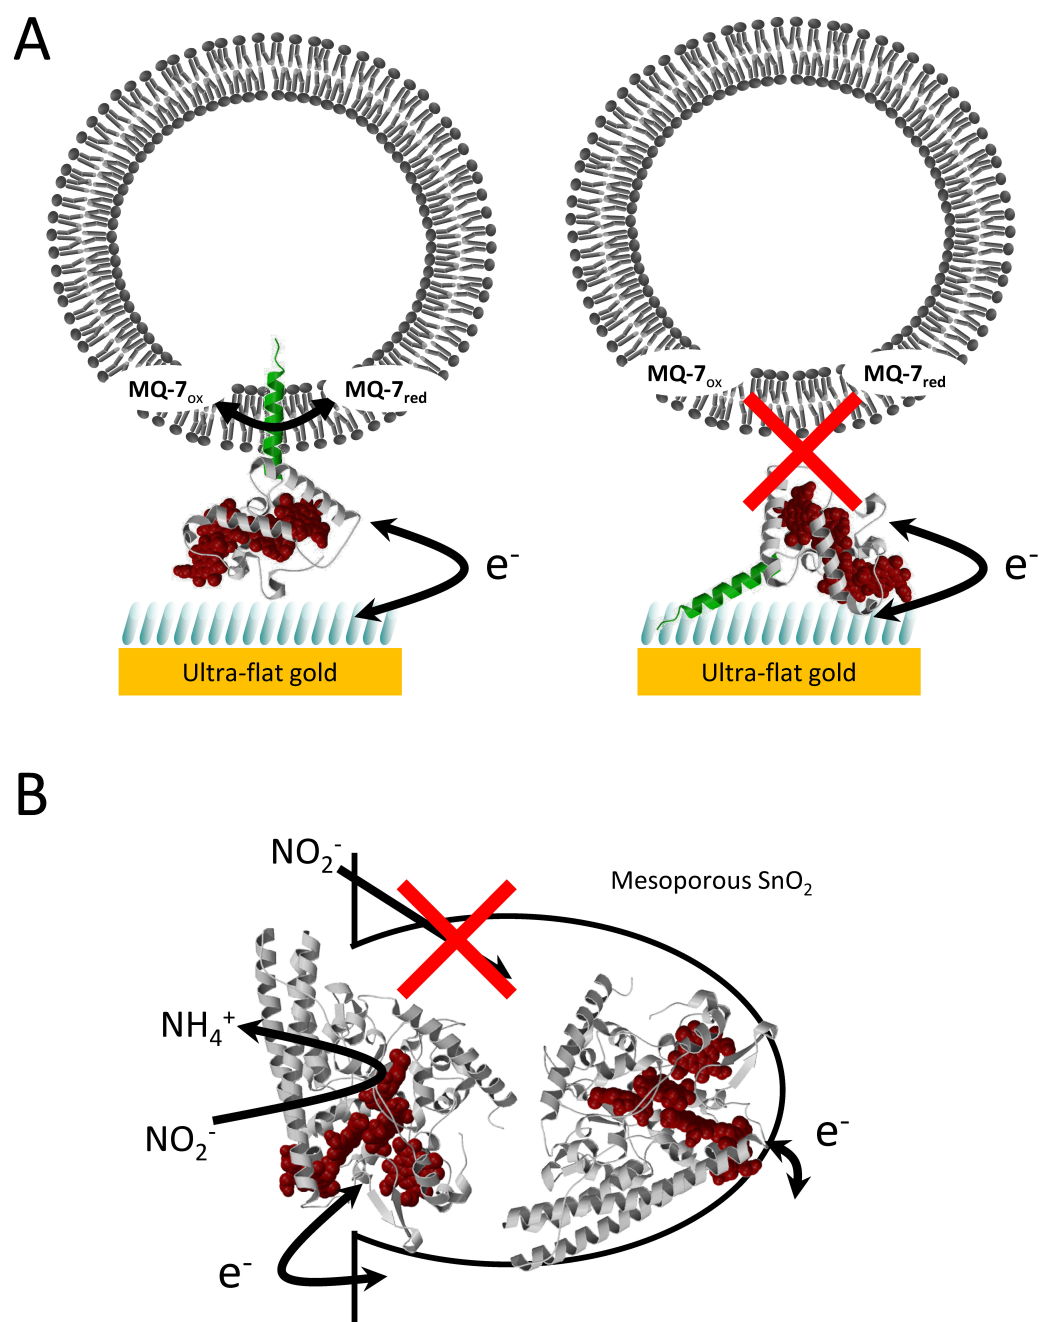 A
MQ-7ox MQ-7red MQ-7ox MQ-7red
e- e-
Ultra-flat gold Ultra-flat gold
B
NO2-
Mesoporous SnO2
NH4+
NO2- e-
e-